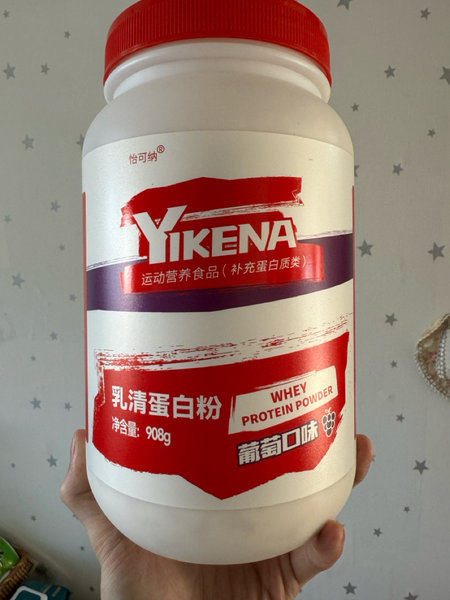 怡可纳®
YIKENA
运动营养食品（补充蛋白质类）
乳清蛋白粉
净含量: 908g
WHEY
PROTEIN POWDER
葡萄口味